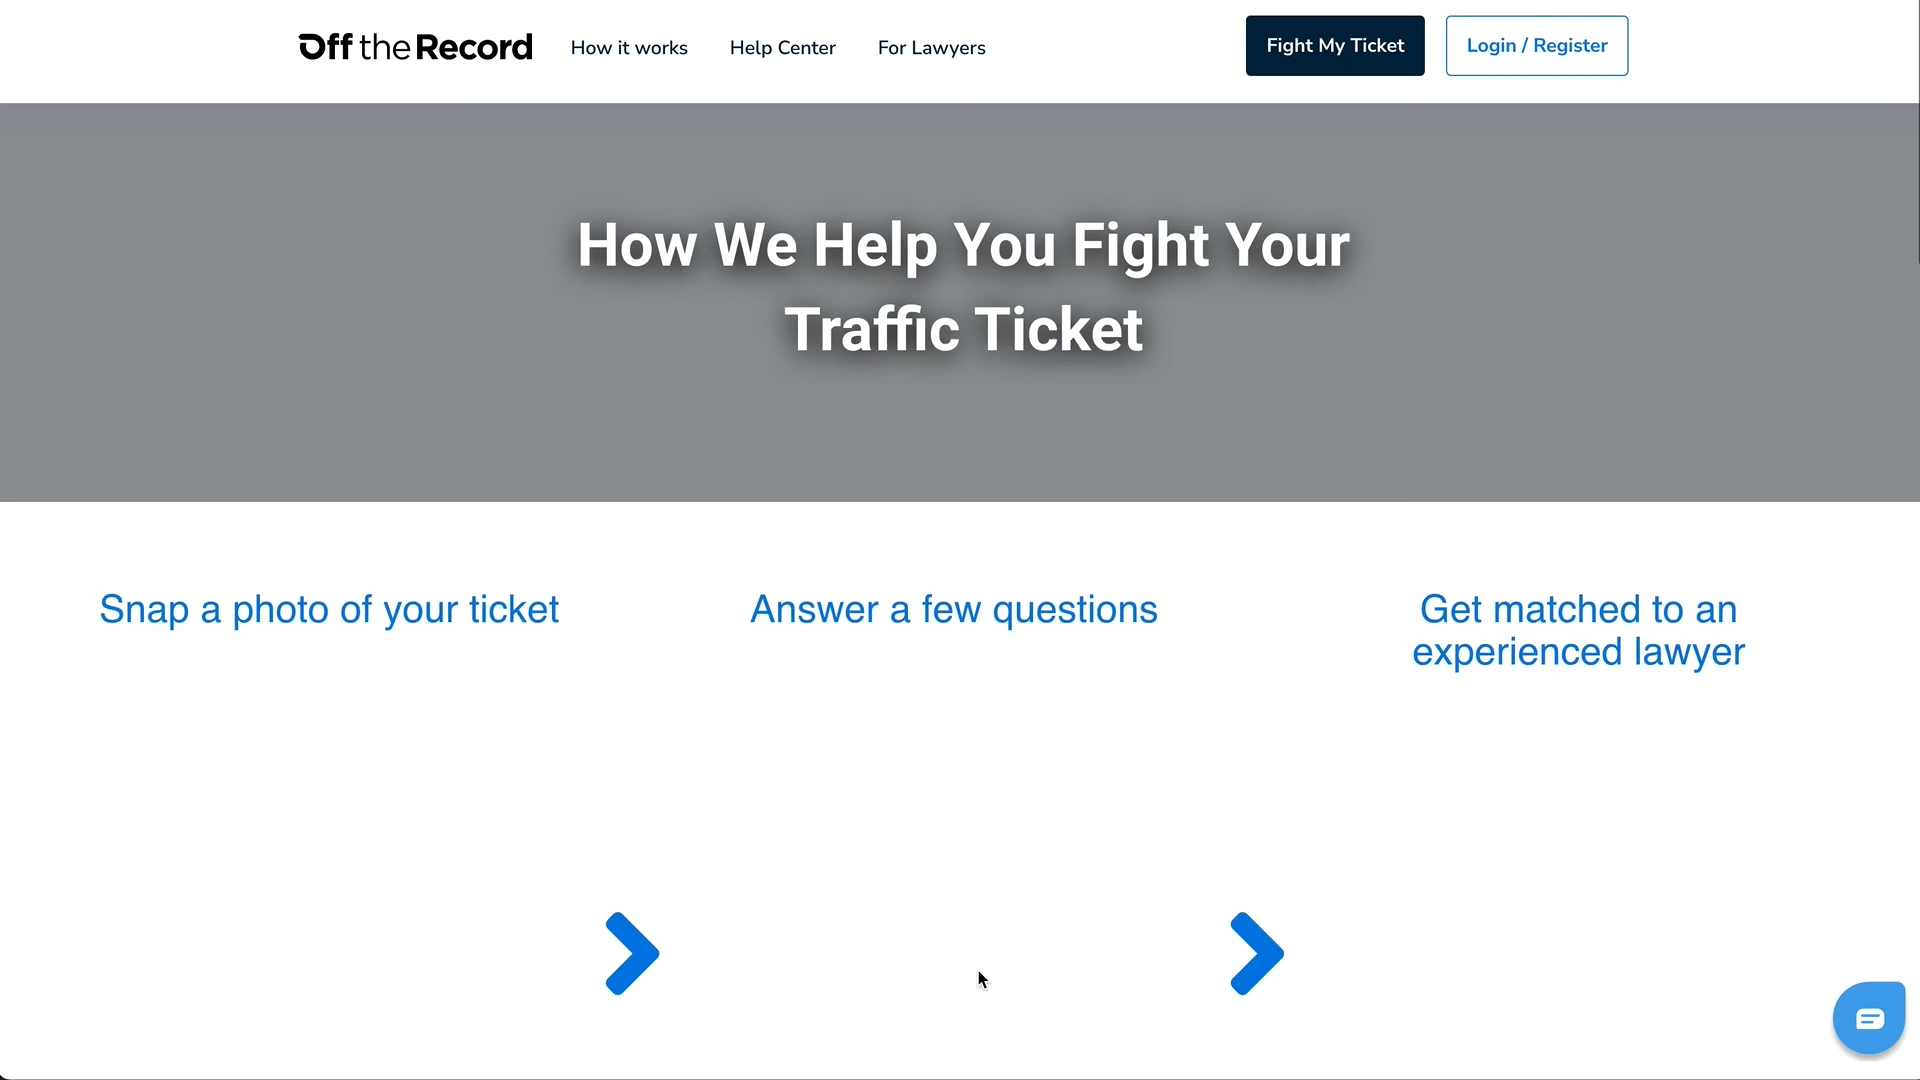 Off the Record
How it works
Help Center
For Lawyers
Fight My Ticket
Login / Register
How We Help You Fight Your
Traffic Ticket
Snap a photo of your ticket
Answer a few questions
Get matched to an
experienced lawyer